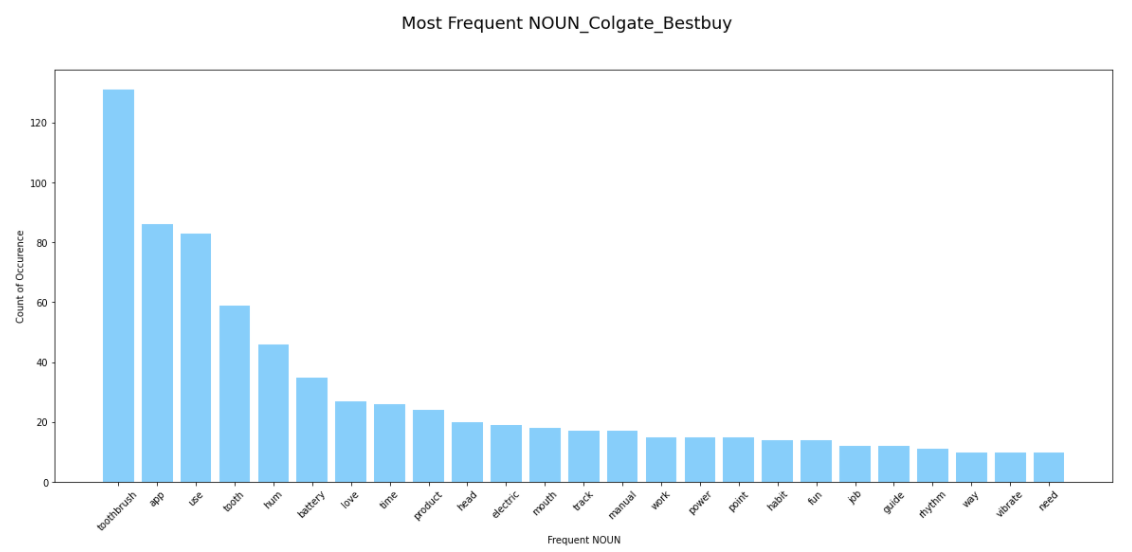 Most Frequent NOUN_Colgate_Bestbuy
120
100
80
60
40
20
0
Count of Occurence
toothbrush
app
use
tooth
hum
battery
love
time
product
head
electric
mouth
track
manual
work
power
point
habit
fun
job
guide
rhythm
way
vibrate
need
Frequent NOUN